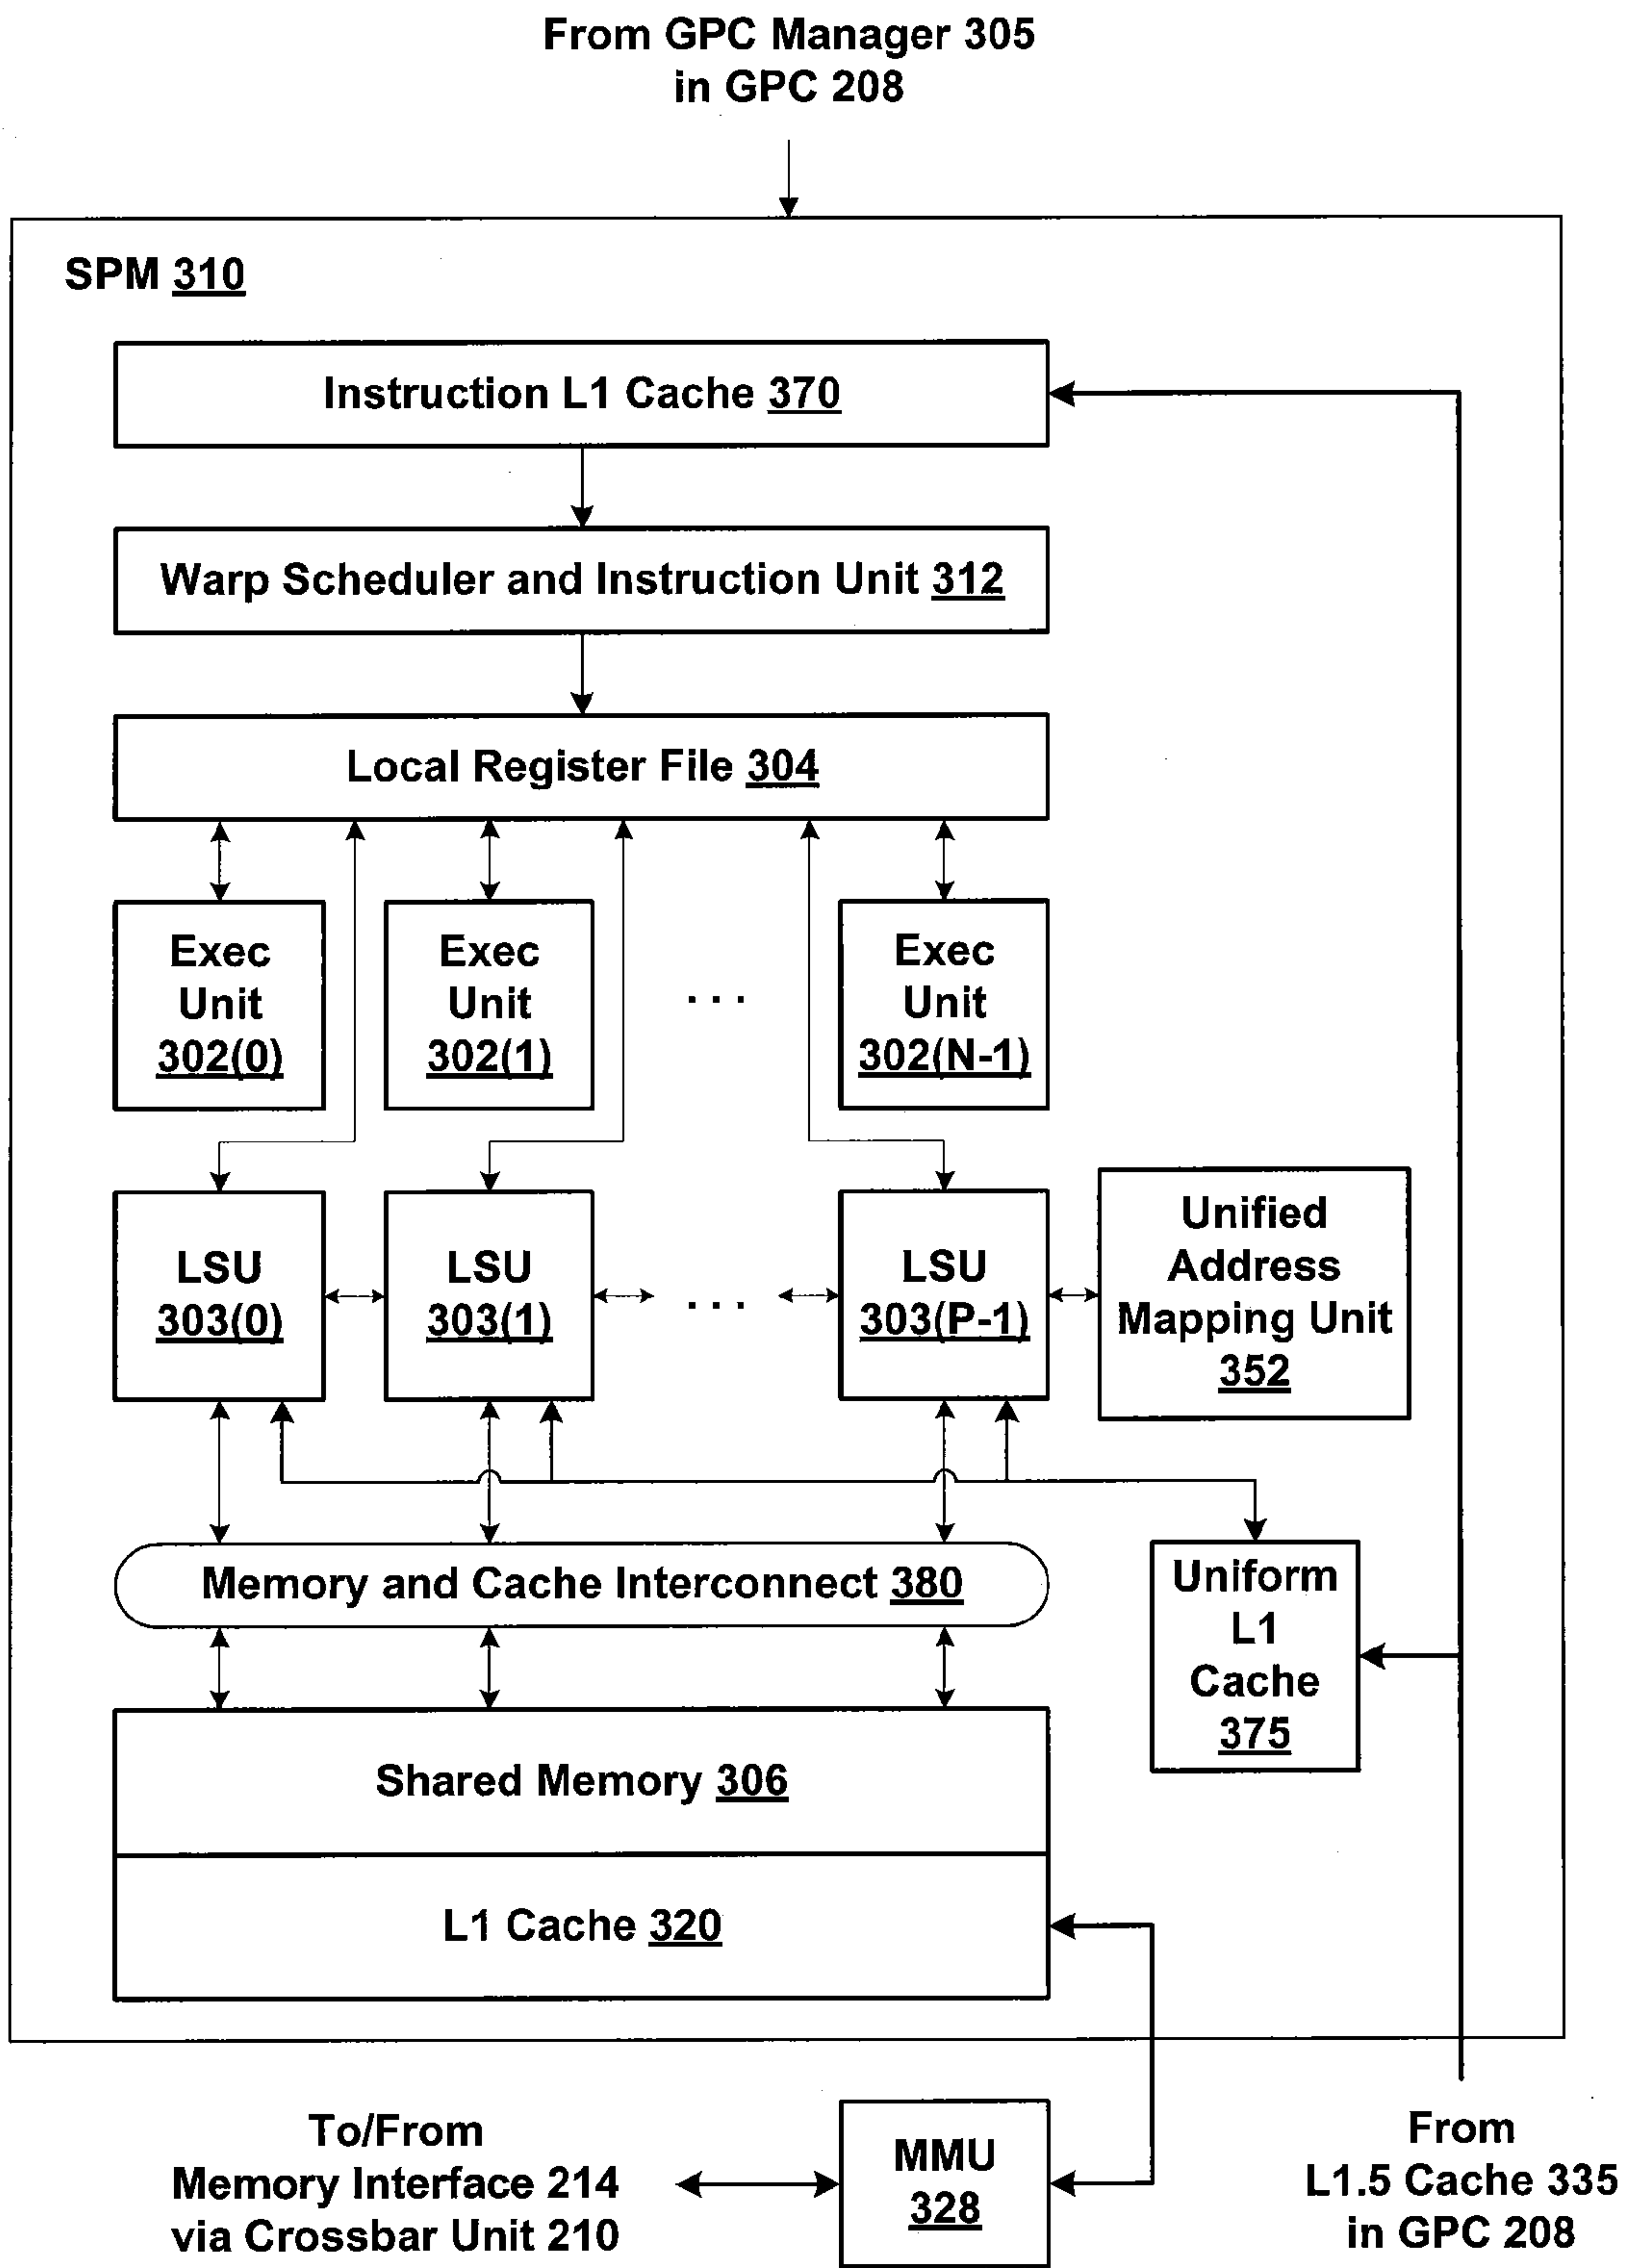 From GPC Manager 305
in GPC 208
SPM 310
Instruction L1 Cache 370
Warp Scheduler and Instruction Unit 312
Local Register File 304
Exec
Unit
302(0)
Exec
Unit
302(1)
. . .
Exec
Unit
302(N-1)
LSU
303(0)
LSU
303(1)
. . .
LSU
303(P-1)
Unified
Address
Mapping Unit
352
Memory and Cache Interconnect 380
Uniform
L1
Cache
375
Shared Memory 306
L1 Cache 320
To/From
Memory Interface 214
via Crossbar Unit 210
MMU
328
From
L1.5 Cache 335
in GPC 208